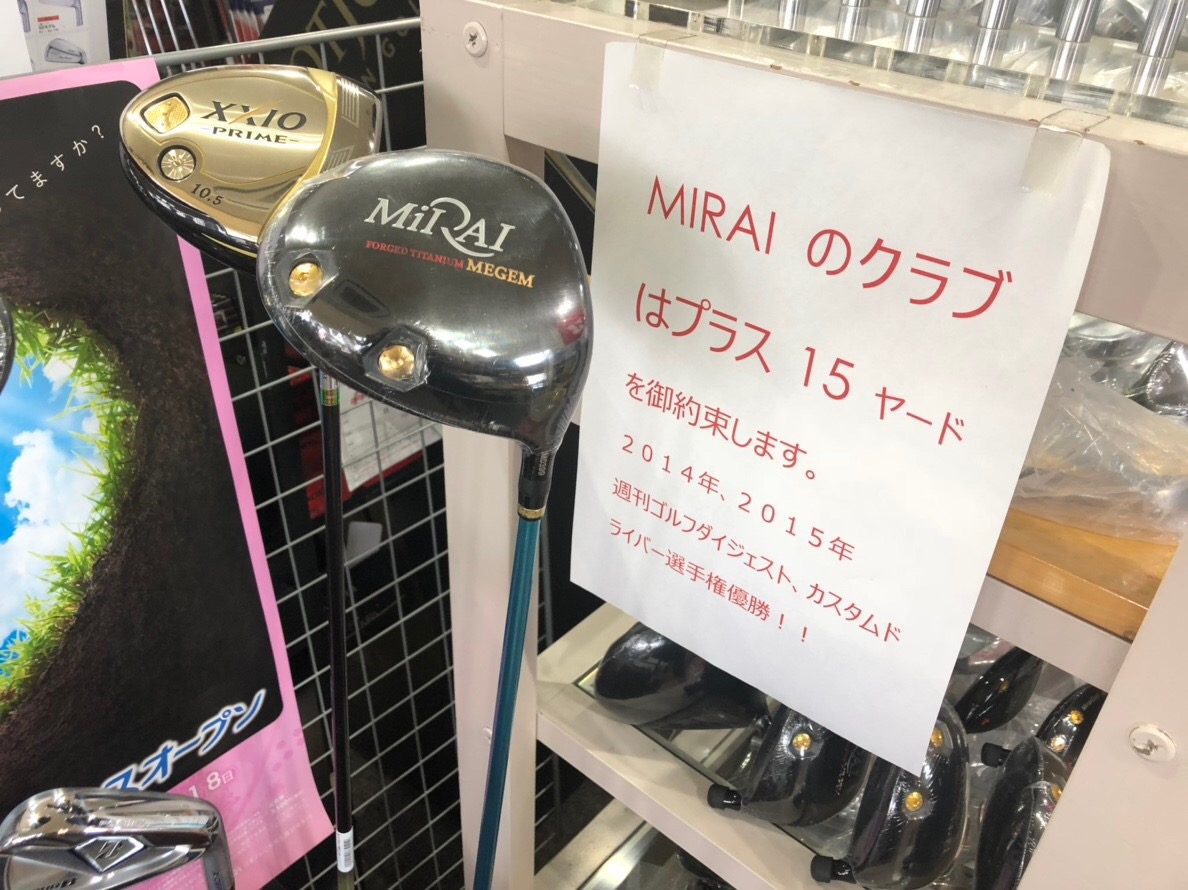 てますか？
XXIO
PRIME
10.5
MiRAI
FORGED TITANIUM MEGEM
MIRAI のクラブ
はプラス 15 ヤード
を御約束します。
２０１４年、２０１５年
週刊ゴルフダイジェスト、カスタムド
ライバー選手権優勝！！
スオープン
8日